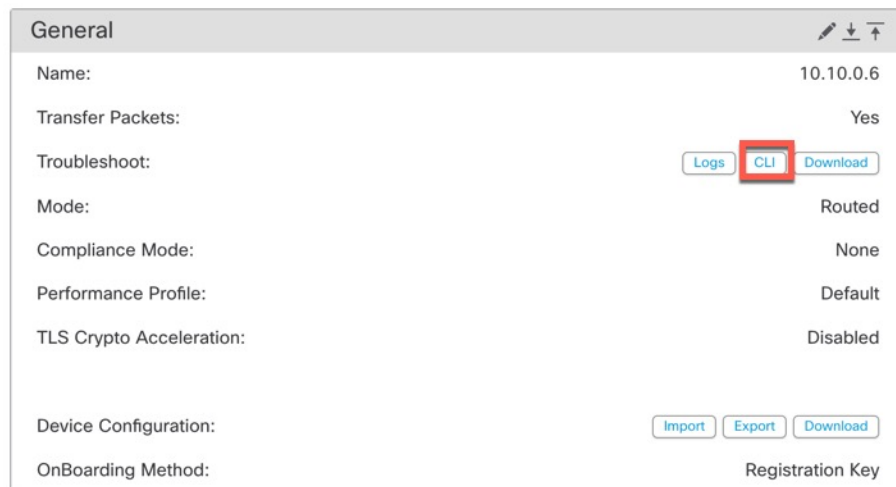 General
Name: 10.10.0.6
Transfer Packets: Yes
Troubleshoot: Logs CLI Download
Mode: Routed
Compliance Mode: None
Performance Profile: Default
TLS Crypto Acceleration: Disabled
Device Configuration: Import Export Download
OnBoarding Method: Registration Key